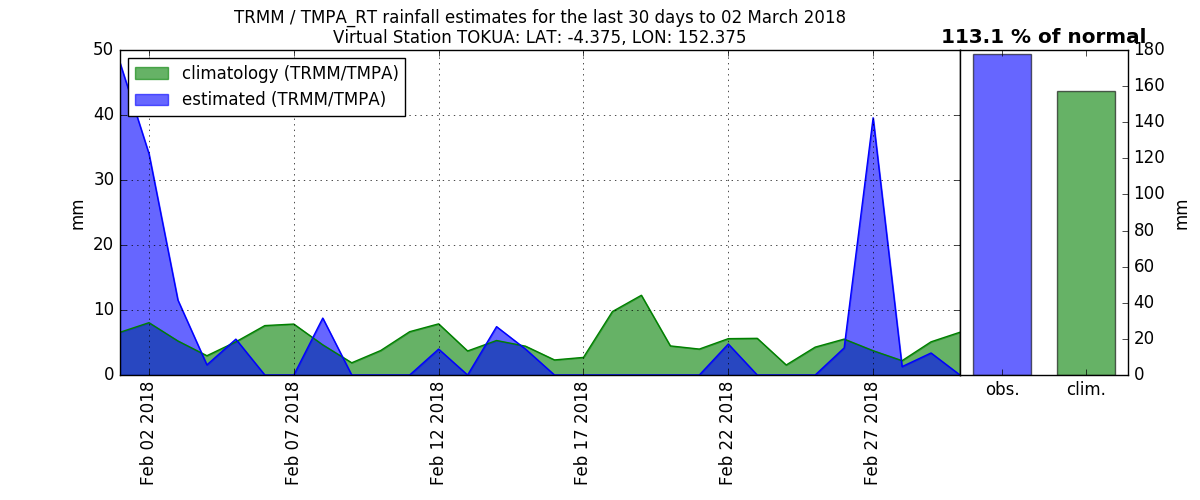 TRMM / TMPA_RT rainfall estimates for the last 30 days to 02 March 2018
Virtual Station TOKUA: LAT: -4.375, LON: 152.375
113.1 % of normal
climatology (TRMM/TMPA)
estimated (TRMM/TMPA)
mm
50
40
30
20
10
0
Feb 02 2018
Feb 07 2018
Feb 12 2018
Feb 17 2018
Feb 22 2018
Feb 27 2018
obs.
clim.
180
160
140
120
100
80
60
40
20
0
mm